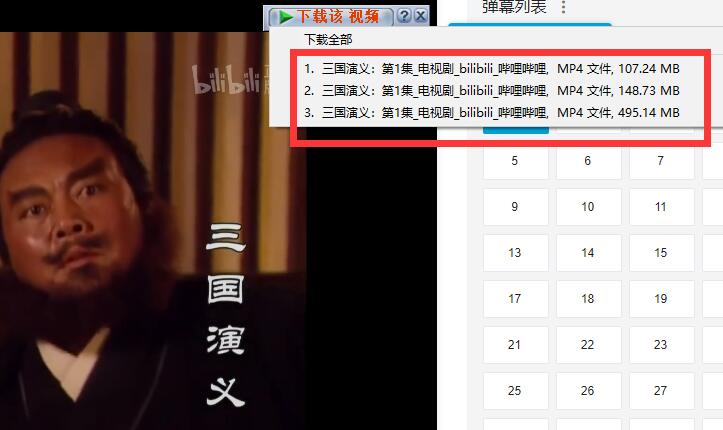 弹幕列表
下载该 视频
下载全部
1. 三国演义：第1集_电视剧_bilibili_哔哩哔哩, MP4 文件, 107.24 MB
2. 三国演义：第1集_电视剧_bilibili_哔哩哔哩, MP4 文件, 148.73 MB
3. 三国演义：第1集_电视剧_bilibili_哔哩哔哩, MP4 文件, 495.14 MB
bilibili
三国演义
5 6 7
9 10 11
13 14 15
17 18 19
21 22 23
25 26 27